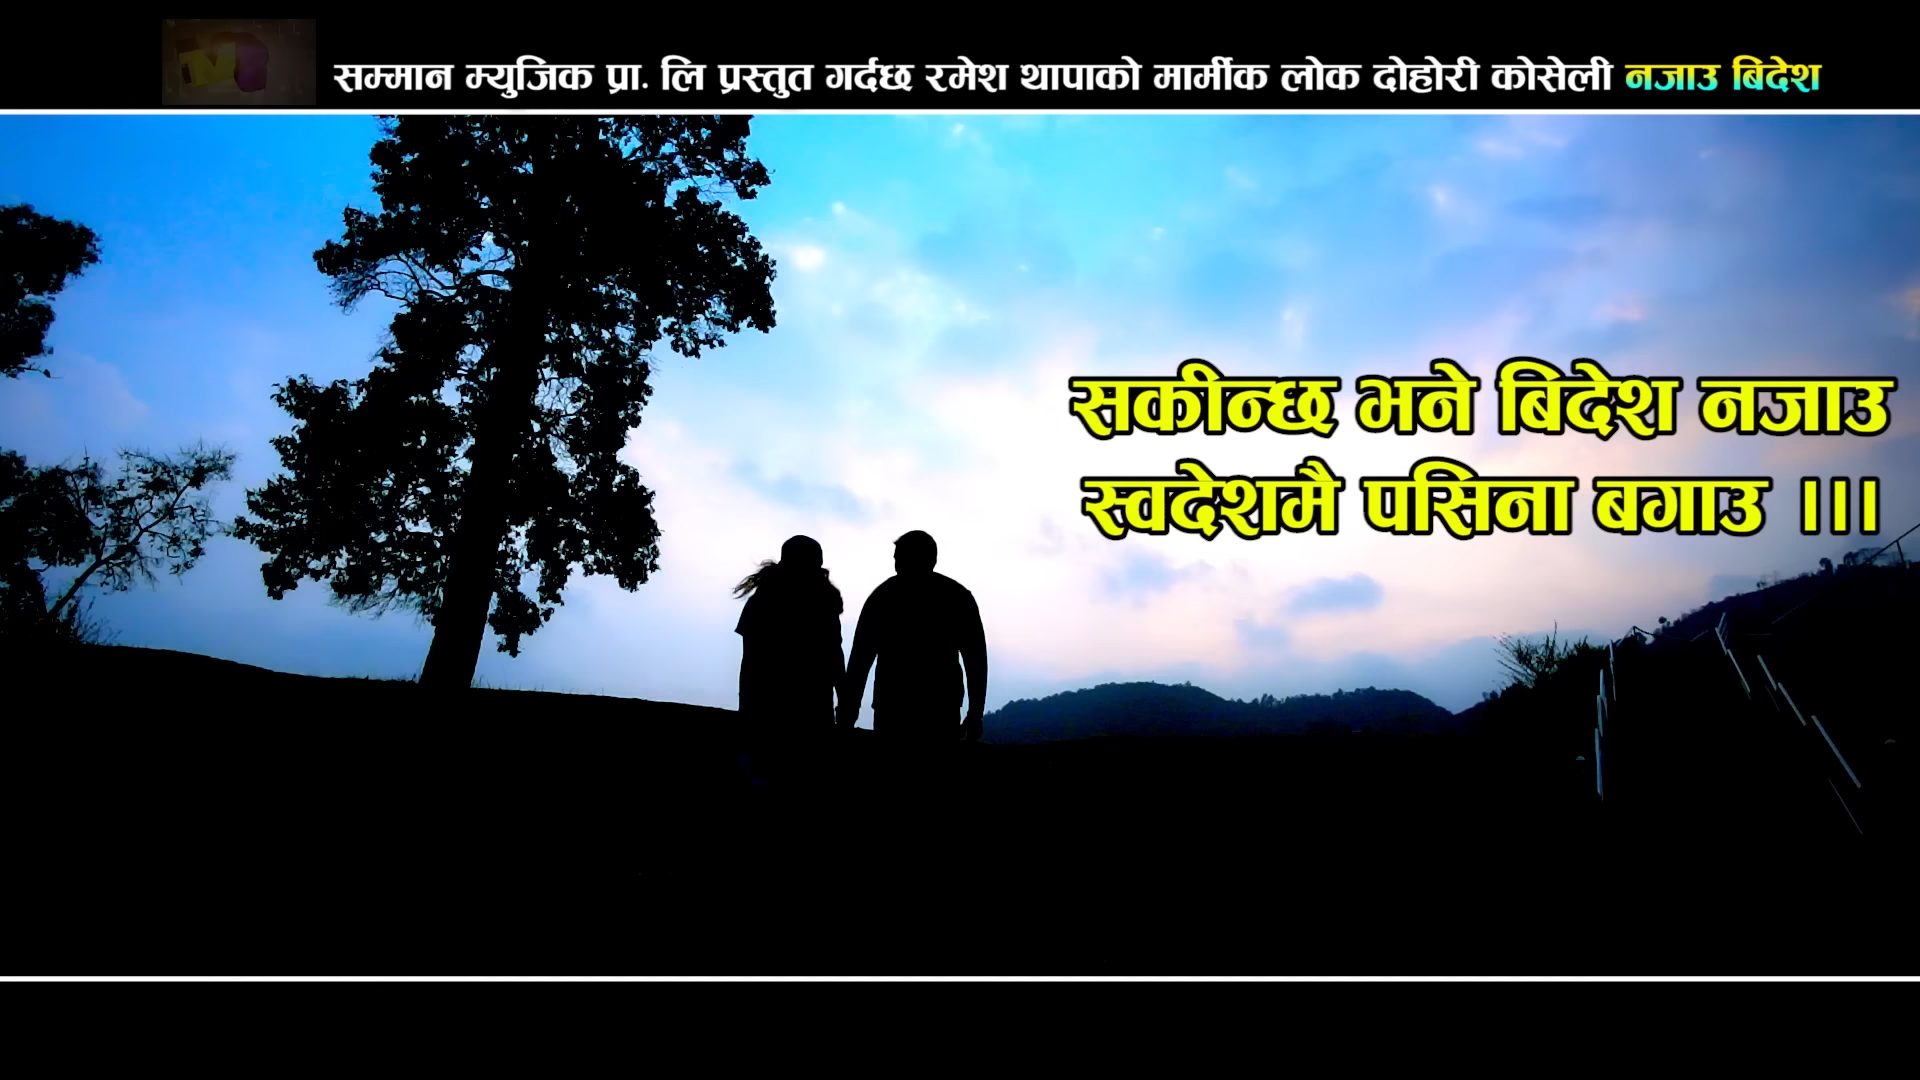 सम्मान म्युजिक प्रा. लि प्रस्तुत गर्दछ रमेश थापाको मार्मीक लोक दोहोरी कोसेली नजाउ बिदेश
सकीन्छ भने बिदेश नजाउ
स्वदेशमै पसिना बगाउ ।।।